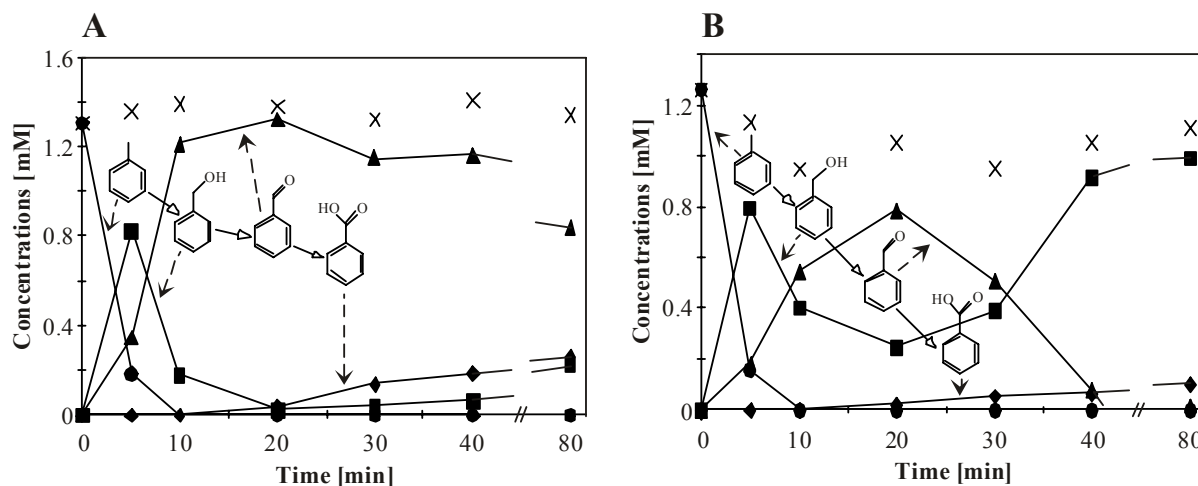 A
Concentrations [mM]
1.6
1.2
0.8
0.4
0
OH
O
HO O
0 10 20 30 40 80
Time [min]
B
Concentrations [mM]
1.2
0.8
0.4
0
OH
O
HO O
0 10 20 30 40 80
Time [min]